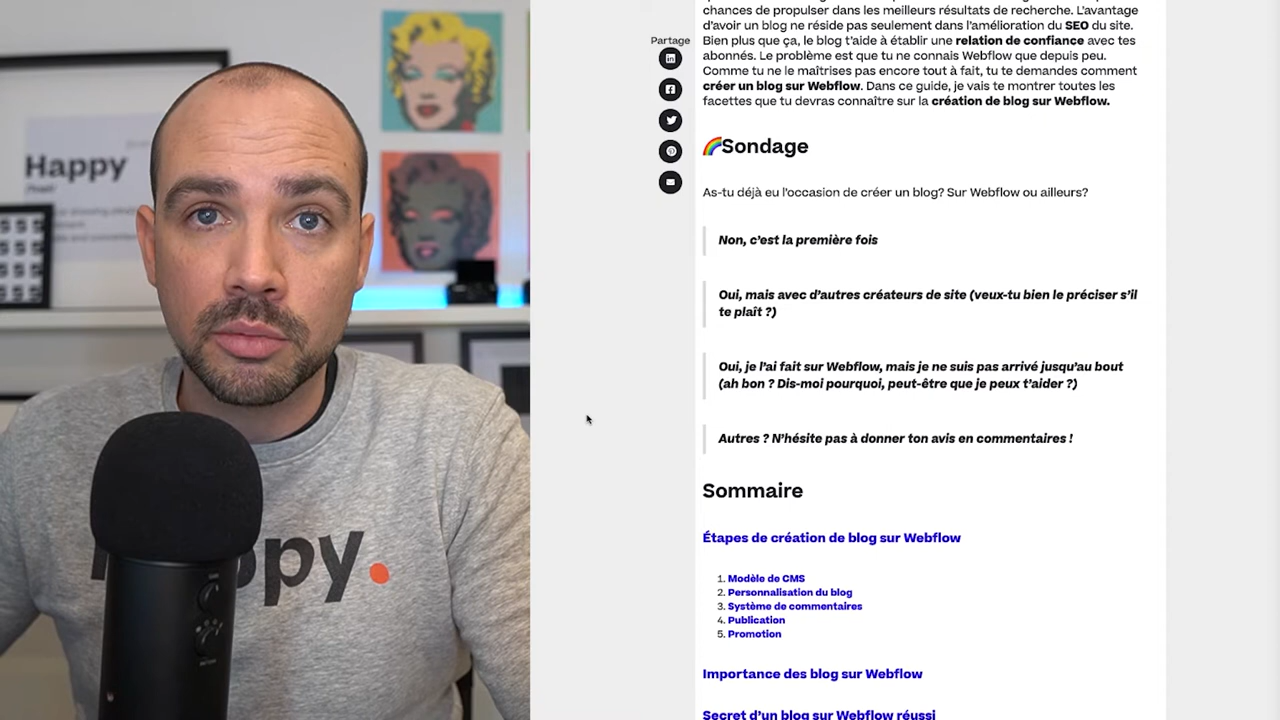 Happy
ppy.
chances de propulser dans les meilleurs résultats de recherche. L'avantage
d'avoir un blog ne réside pas seulement dans l'amélioration du SEO du site.
Bien plus que ça, le blog t'aide à établir une relation de confiance avec tes
abonnés. Le problème est que tu ne connais Webflow que depuis peu.
Comme tu ne le maîtrises pas encore tout à fait, tu te demandes comment
créer un blog sur Webflow. Dans ce guide, je vais te montrer toutes les
facettes que tu devras connaître sur la création de blog sur Webflow.
Partage
🌈Sondage
As-tu déjà eu l'occasion de créer un blog? Sur Webflow ou ailleurs?
Non, c'est la première fois
Oui, mais avec d'autres créateurs de site (veux-tu bien le préciser s'il
te plaît ?)
Oui, je l'ai fait sur Webflow, mais je ne suis pas arrivé jusqu'au bout
(ah bon ? Dis-moi pourquoi, peut-être que je peux t'aider ?)
Autres ? N'hésite pas à donner ton avis en commentaires !
Sommaire
Étapes de création de blog sur Webflow
1. Modèle de CMS
2. Personnalisation du blog
3. Système de commentaires
4. Publication
5. Promotion
Importance des blog sur Webflow
Secret d'un blog sur Webflow réussi